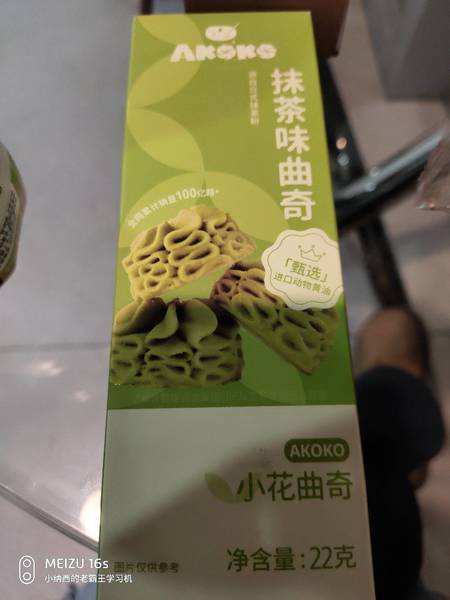 AKOKO
抹茶味曲奇
全网累计销量100亿颗+
「甄选」
进口动物黄油
AKOKO
小花曲奇
图片仅供参考
净含量:22克
MEIZU 16s
小纳西的老霸王学习机